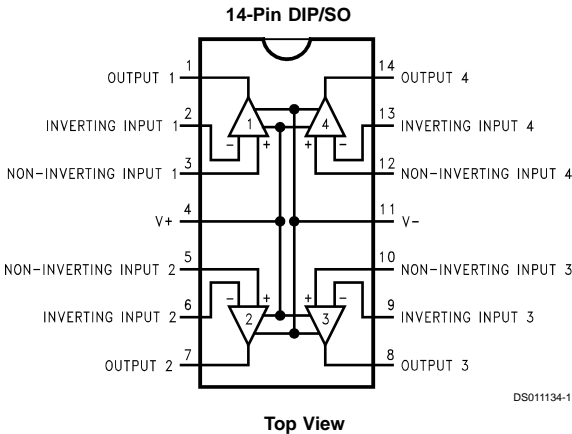 14-Pin DIP/SO
1 14
OUTPUT 1 OUTPUT 4
2 13
INVERTING INPUT 1 1 4 INVERTING INPUT 4
− + + −
3 12
NON−INVERTING INPUT 1 NON−INVERTING INPUT 4
4 11
V+ V−
5 10
NON−INVERTING INPUT 2 NON−INVERTING INPUT 3
− + + −
6 9
INVERTING INPUT 2 2 3 INVERTING INPUT 3
7 8
OUTPUT 2 OUTPUT 3
DS011134-1
Top View